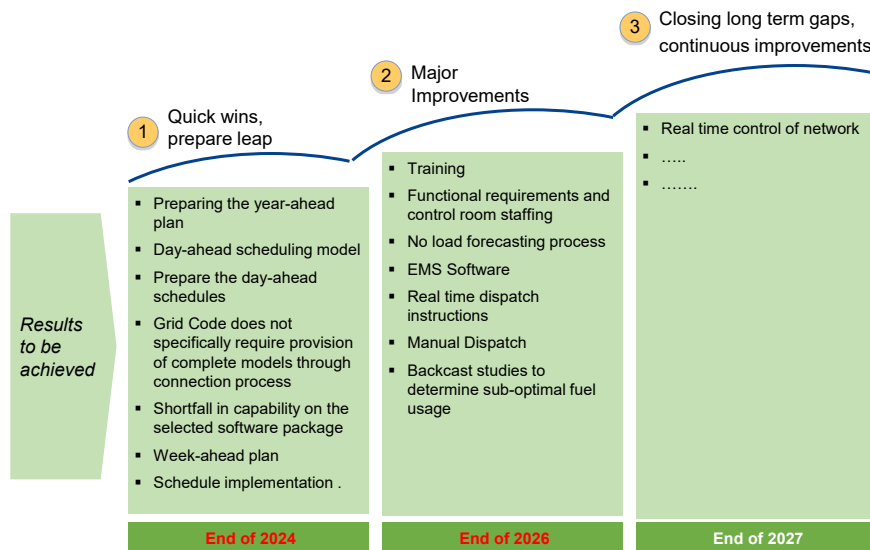 3
Closing long term gaps,
continuous improvements
2
Major
Improvements
1
Quick wins,
prepare leap
Results
to be
achieved
▪ Preparing the year-ahead
plan
▪ Day-ahead scheduling model
▪ Prepare the day-ahead
schedules
▪ Grid Code does not
specifically require provision
of complete models through
connection process
▪ Shortfall in capability on the
selected software package
▪ Week-ahead plan
▪ Schedule implementation .
End of 2024
▪ Training
▪ Functional requirements and
control room staffing
▪ No load forecasting process
▪ EMS Software
▪ Real time dispatch
instructions
▪ Manual Dispatch
▪ Backcast studies to
determine sub-optimal fuel
usage
End of 2026
▪ Real time control of network
▪ …..
▪ …….
End of 2027